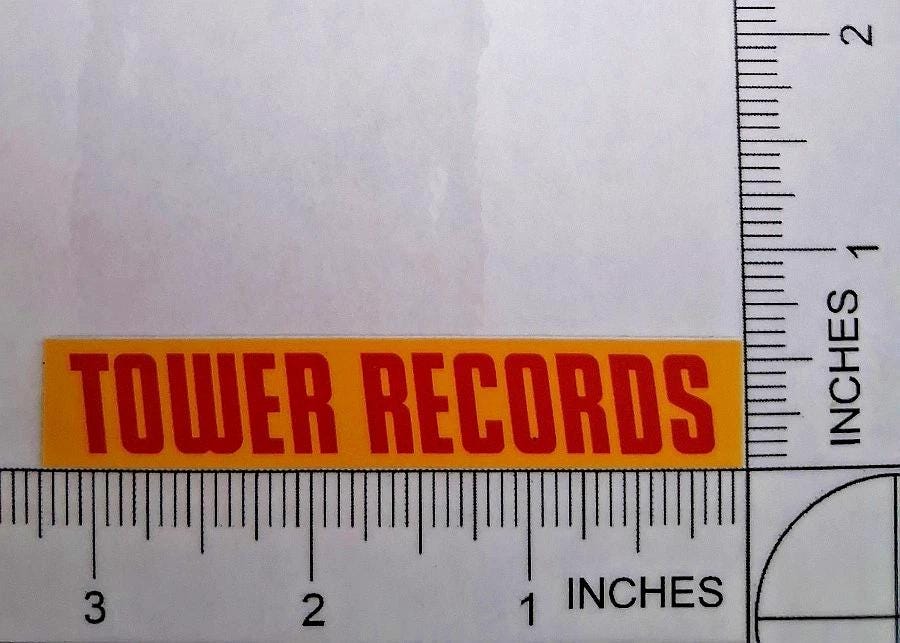 2
1
INCHES
TOWER RECORDS
3 2 1 INCHES